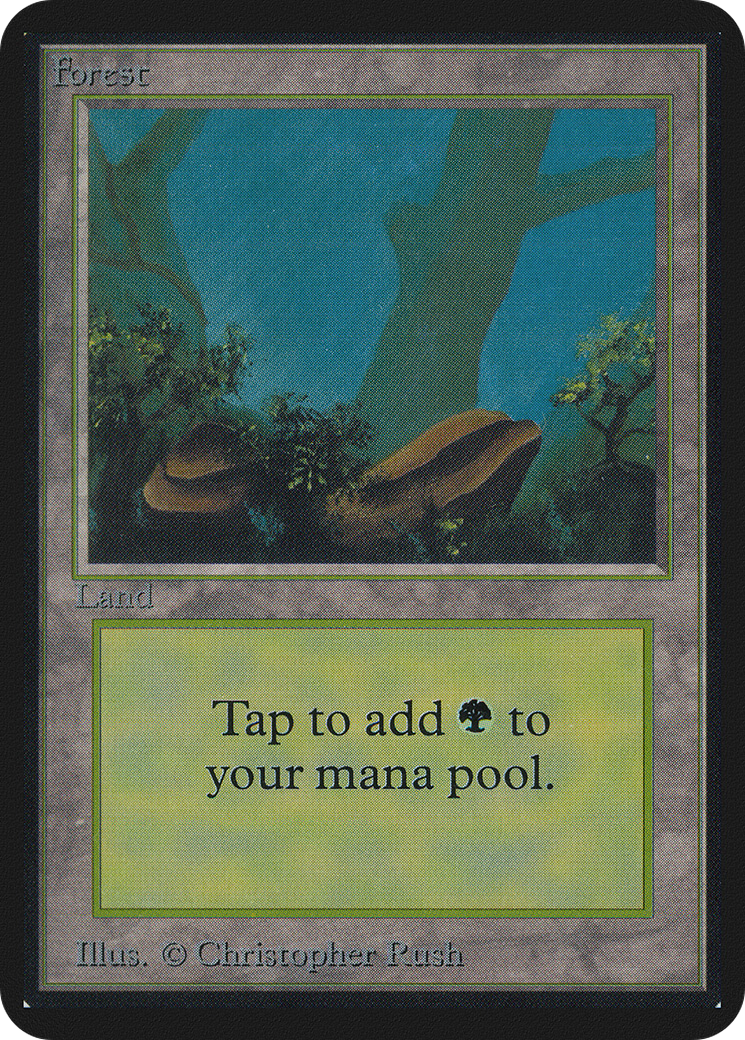 Forest
Land
Tap to add to
your mana pool.
Illus. © Christopher Rush